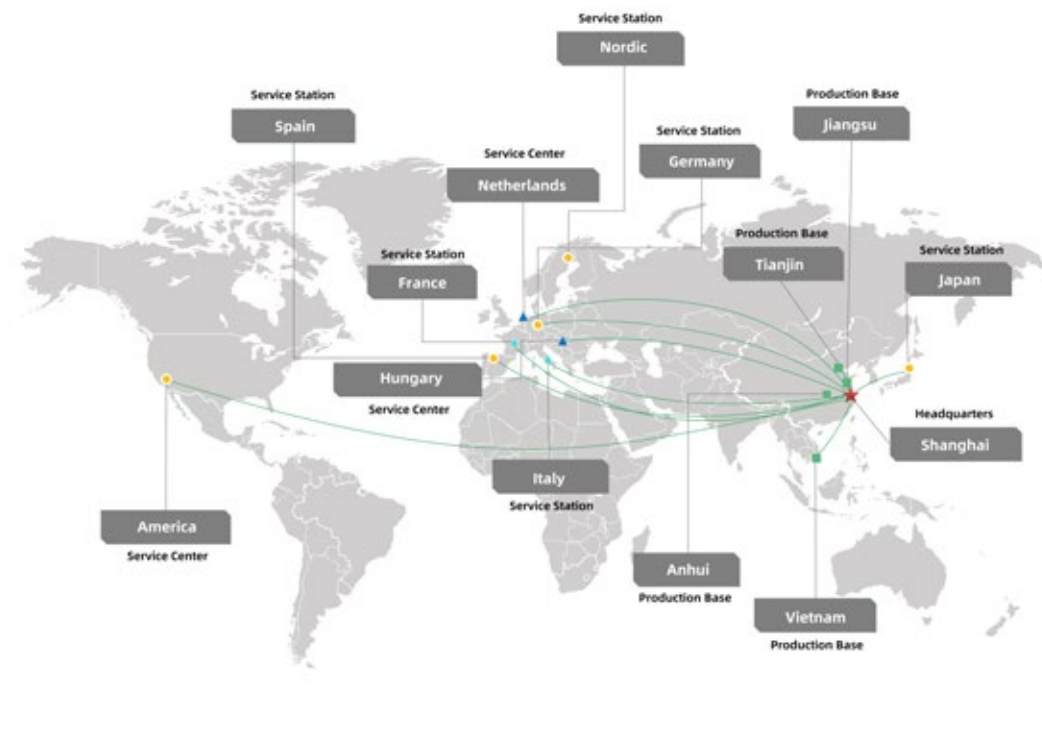 Service Station
Nordic
Service Station
Spain
Production Base
Jiangsu
Service Station
Germany
Service Center
Netherlands
Production Base
Tianjin
Service Station
Japan
Service Station
France
Hungary
Service Center
Headquarters
Shanghai
Italy
Service Station
America
Service Center
Anhui
Production Base
Vietnam
Production Base